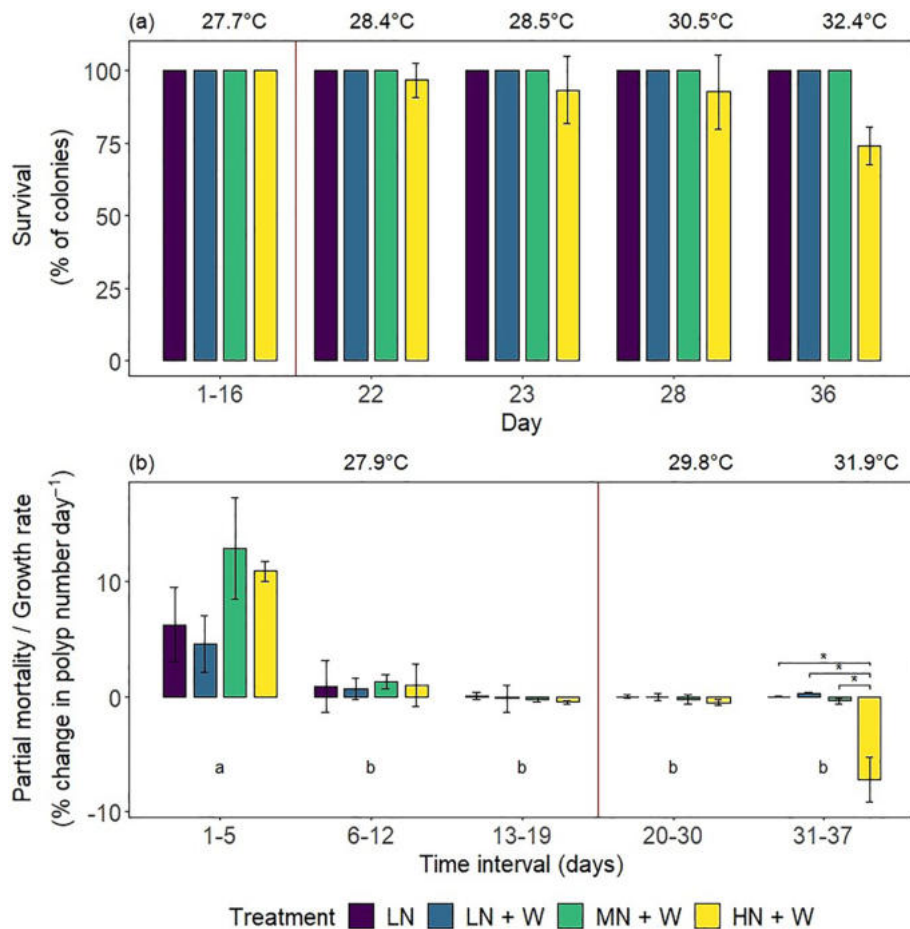 (a) 27.7°C 28.4°C 28.5°C 30.5°C 32.4°C
100
75
50
25
0
Survival
(% of colonies)
1-16 22 23 28 36
Day
(b) 27.9°C 29.8°C 31.9°C
10
0
-10
Partial mortality / Growth rate
(% change in polyp number day⁻¹)
*
*
*
a b b b b
1-5 6-12 13-19 20-30 31-37
Time interval (days)
Treatment LN LN + W MN + W HN + W